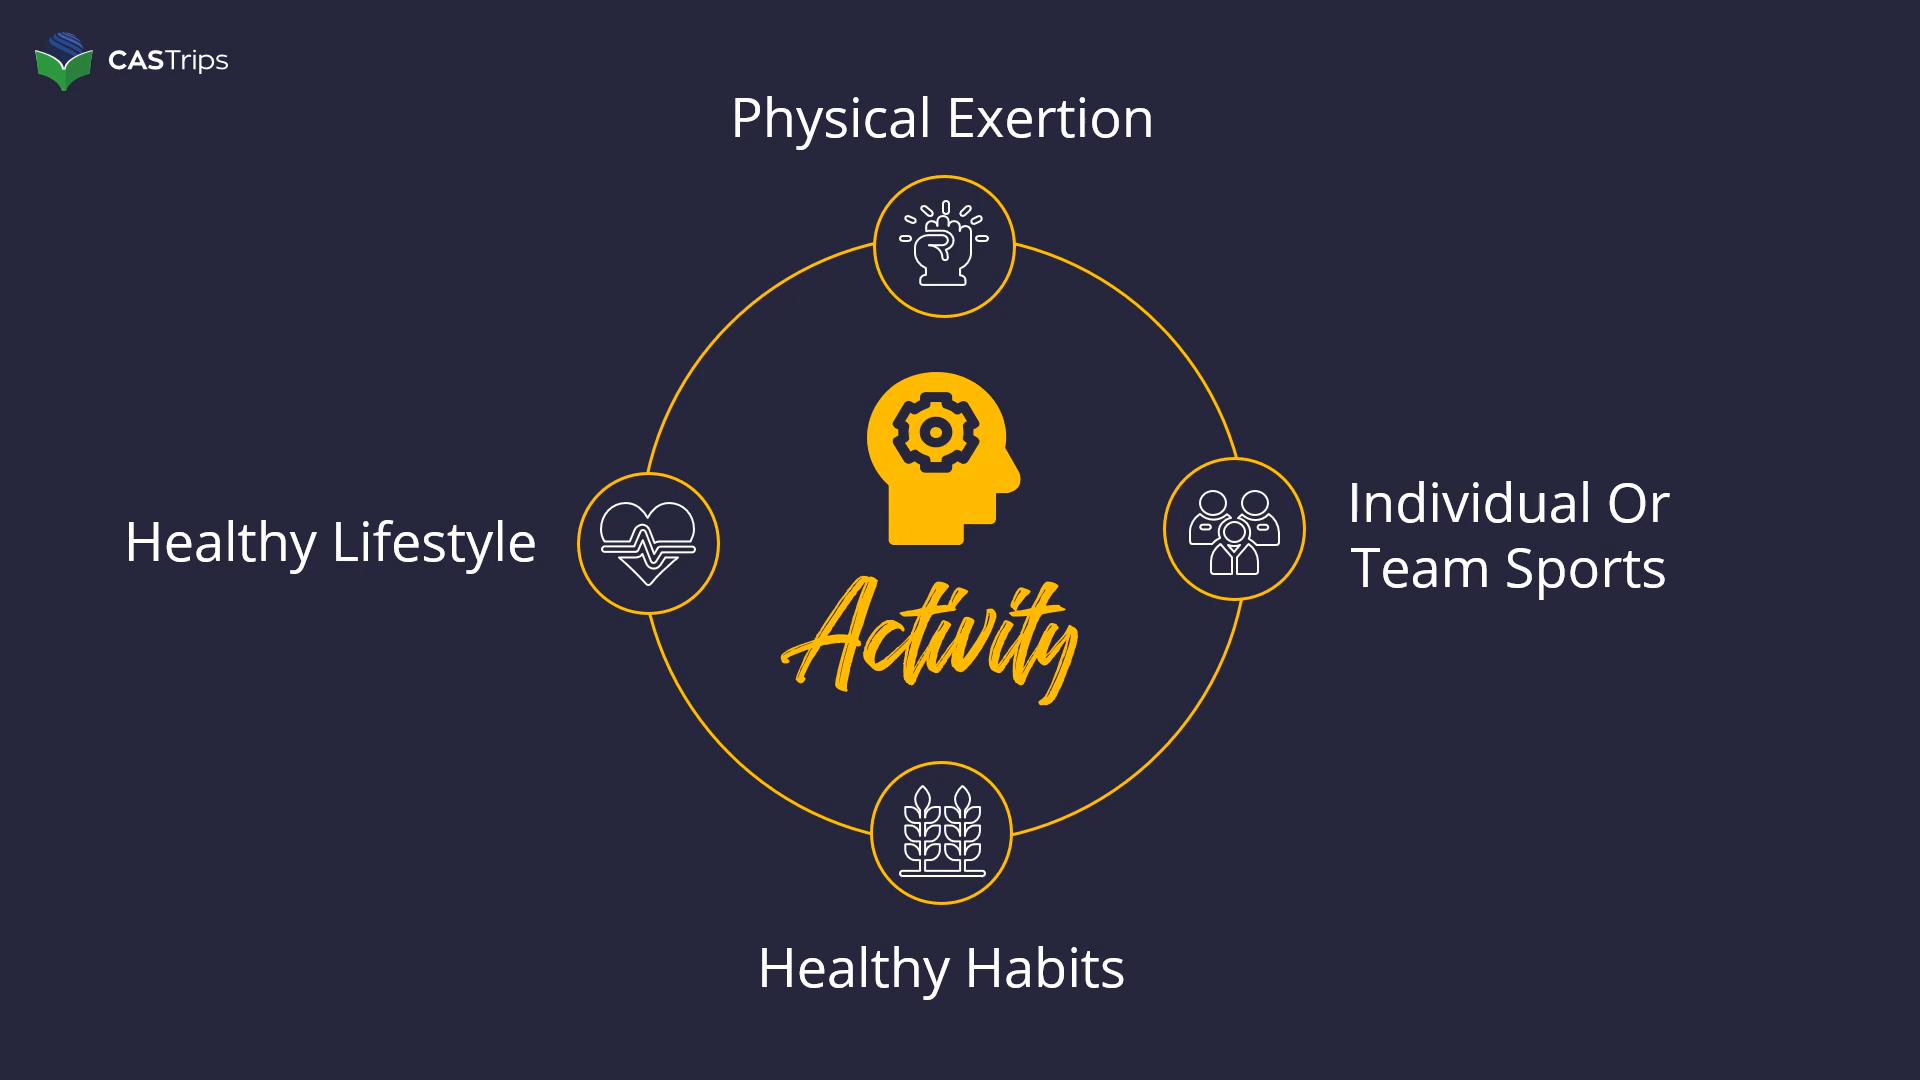 CASTrips
Physical Exertion
Healthy Lifestyle
Individual Or
Team Sports
Activity
Healthy Habits